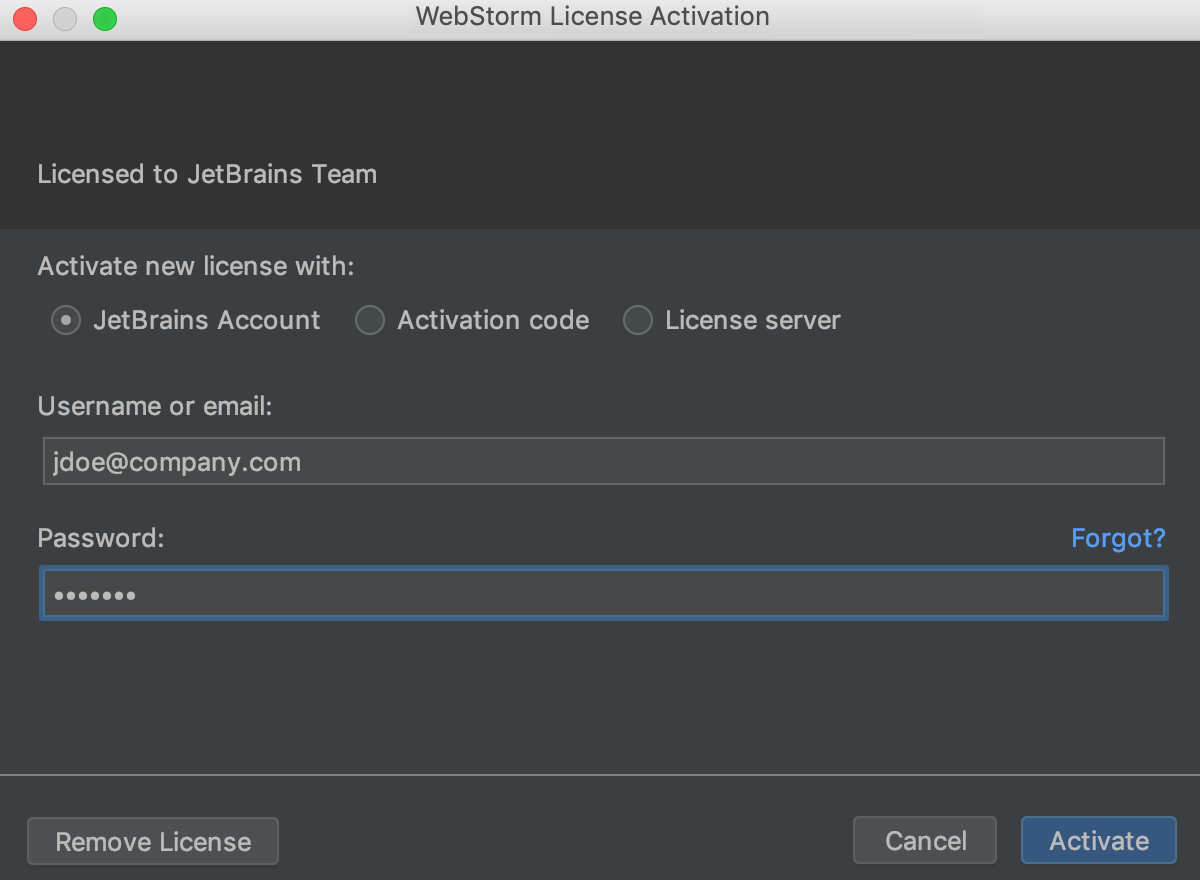 WebStorm License Activation
Licensed to JetBrains Team
Activate new license with:
JetBrains Account Activation code License server
Username or email:
jdoe@company.com
Password: Forgot?
•••••••
Remove License Cancel Activate